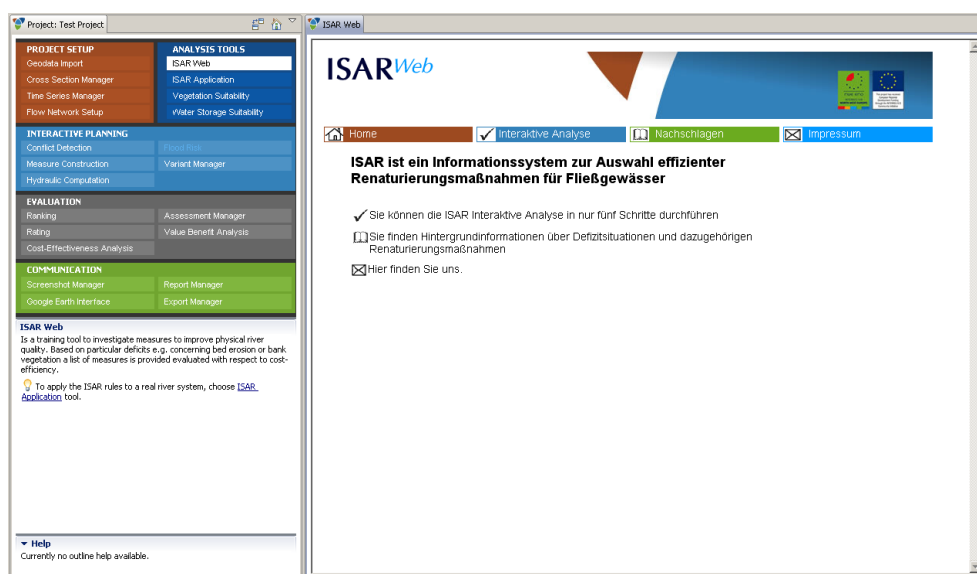 Project: Test Project
ISAR Web
PROJECT SETUP
Geodata Import
Cross Section Manager
Time Series Manager
Flow Network Setup
ANALYSIS TOOLS
ISAR Web
ISAR Application
Vegetation Suitability
Water Storage Suitability
INTERACTIVE PLANNING
Conflict Detection
Flood Risk
Measure Construction
Variant Manager
Hydraulic Computation
EVALUATION
Ranking
Assessment Manager
Rating
Value Benefit Analysis
Cost-Effectiveness Analysis
COMMUNICATION
Screenshot Manager
Report Manager
Google Earth Interface
Export Manager
ISAR Web
Is a training tool to investigate measures to improve physical river
quality. Based on particular deficits e.g. concerning bed erosion or bank
vegetation a list of measures is provided evaluated with respect to cost-
efficiency.
To apply the ISAR rules to a real river system, choose ISAR
Application tool.
Help
Currently no outline help available.
ISARWeb
Home
Interaktive Analyse
Nachschlagen
Impressum
ISAR ist ein Informationssystem zur Auswahl effizienter
Renaturierungsmaßnahmen für Fließgewässer
Sie können die ISAR Interaktive Analyse in nur fünf Schritte durchführen
Sie finden Hintergrundinformationen über Defizitsituationen und dazugehörigen
Renaturierungsmaßnahmen
Hier finden Sie uns.